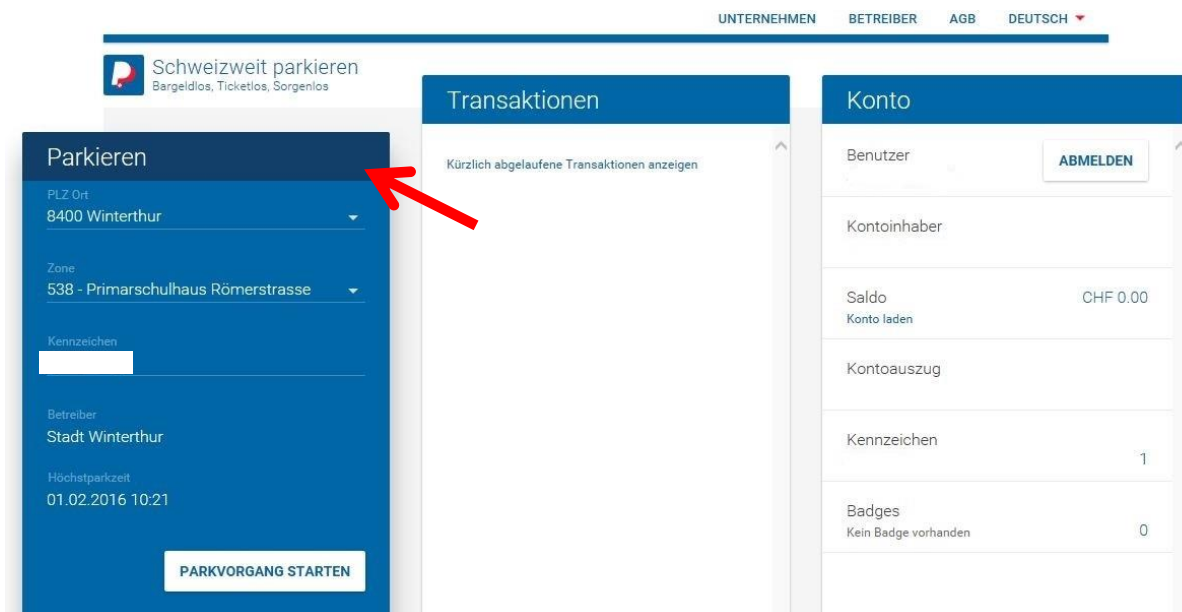 UNTERNEHMEN BETREIBER AGB DEUTSCH
Schweizweit parkieren
Bargeldlos, Ticketlos, Sorgenlos
Parkieren
PLZ Ort
8400 Winterthur
Zone
538 - Primarschulhaus Römerstrasse
Kennzeichen
Betreiber
Stadt Winterthur
Höchstparkzeit
01.02.2016 10:21
PARKVORGANG STARTEN
Transaktionen
Kürzlich abgelaufene Transaktionen anzeigen
Konto
Benutzer
ABMELDEN
Kontoinhaber
Saldo CHF 0.00
Konto laden
Kontoauszug
Kennzeichen
1
Badges
Kein Badge vorhanden 0